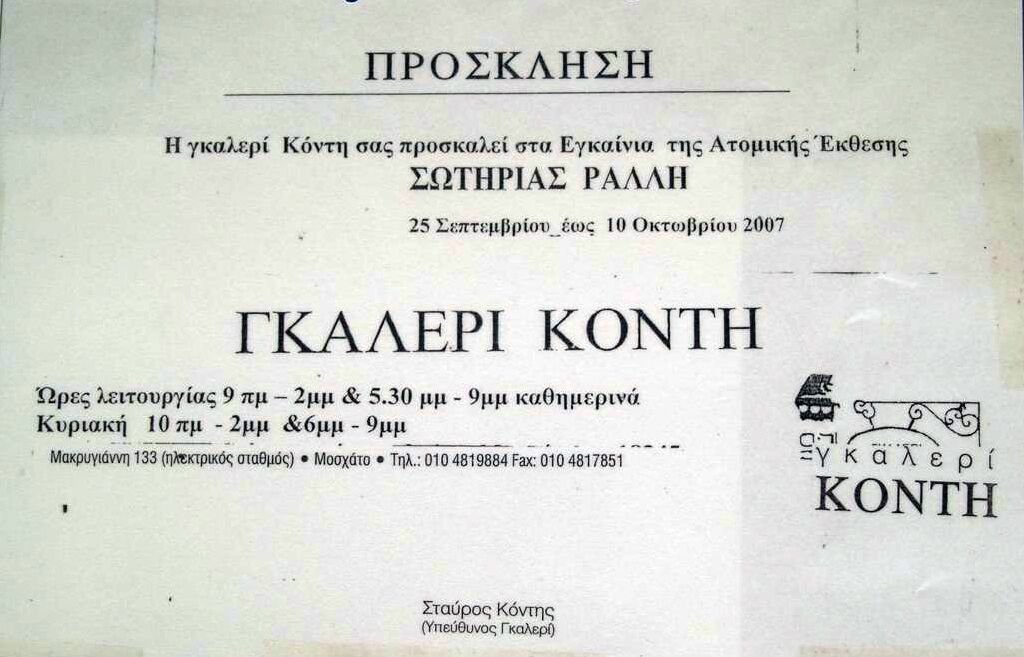 ΠΡΟΣΚΛΗΣΗ
Η γκαλερί Κόντη σας προσκαλεί στα Εγκαίνια της Ατομικής Έκθεσης
ΣΩΤΗΡΙΑΣ ΡΑΛΛΗ
25 Σεπτεμβρίου_έως 10 Οκτωβρίου 2007
ΓΚΑΛΕΡΙ ΚΟΝΤΗ
Ώρες λειτουργίας 9 πμ – 2μμ & 5.30 μμ - 9μμ καθημερινά
Κυριακή 10 πμ - 2μμ &6μμ - 9μμ
Μακρυγιάννη 133 (ηλεκτρικός σταθμός) • Μοσχάτο • Τηλ.: 010 4819884 Fax: 010 4817851
γκαλερί
ΚΟΝΤΗ
Σταύρος Κόντης
(Υπεύθυνος Γκαλερί)